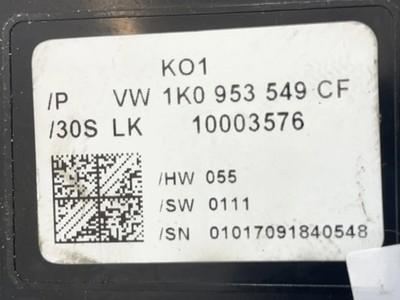 KO1
/P VW 1K0 953 549 CF
/30S LK 10003576
/HW 055
/SW 0111
/SN 01017091840548